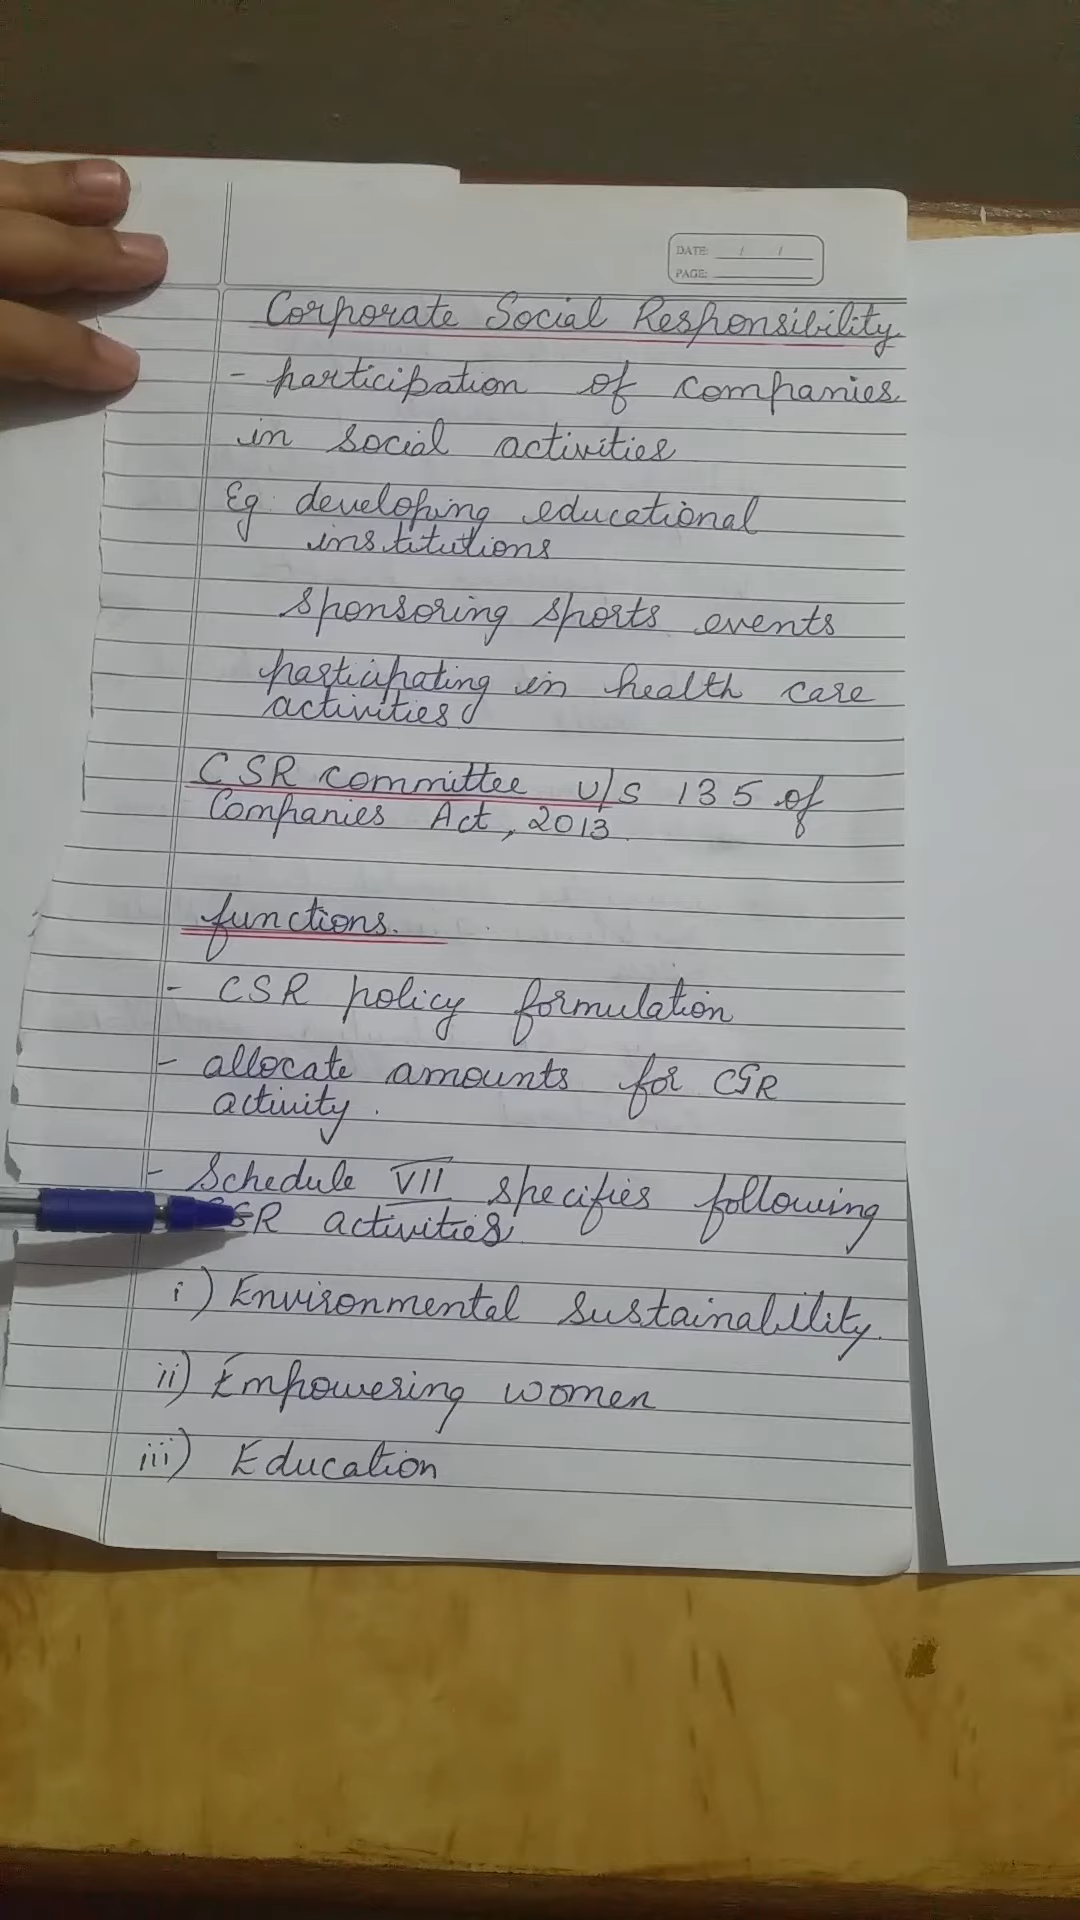 DATE: / /
PAGE:
Corporate Social Responsibility
- participation of companies
in social activities
Eg. developing educational
institutions
sponsoring sports events
participating in health care
activities
CSR committee U/S 135 of
Companies Act, 2013.
functions.
- CSR policy formulation
- allocate amounts for CSR
activity.
- Schedule VII specifies following
CSR activities.
i) Environmental Sustainability.
ii) Empowering women
iii) Education